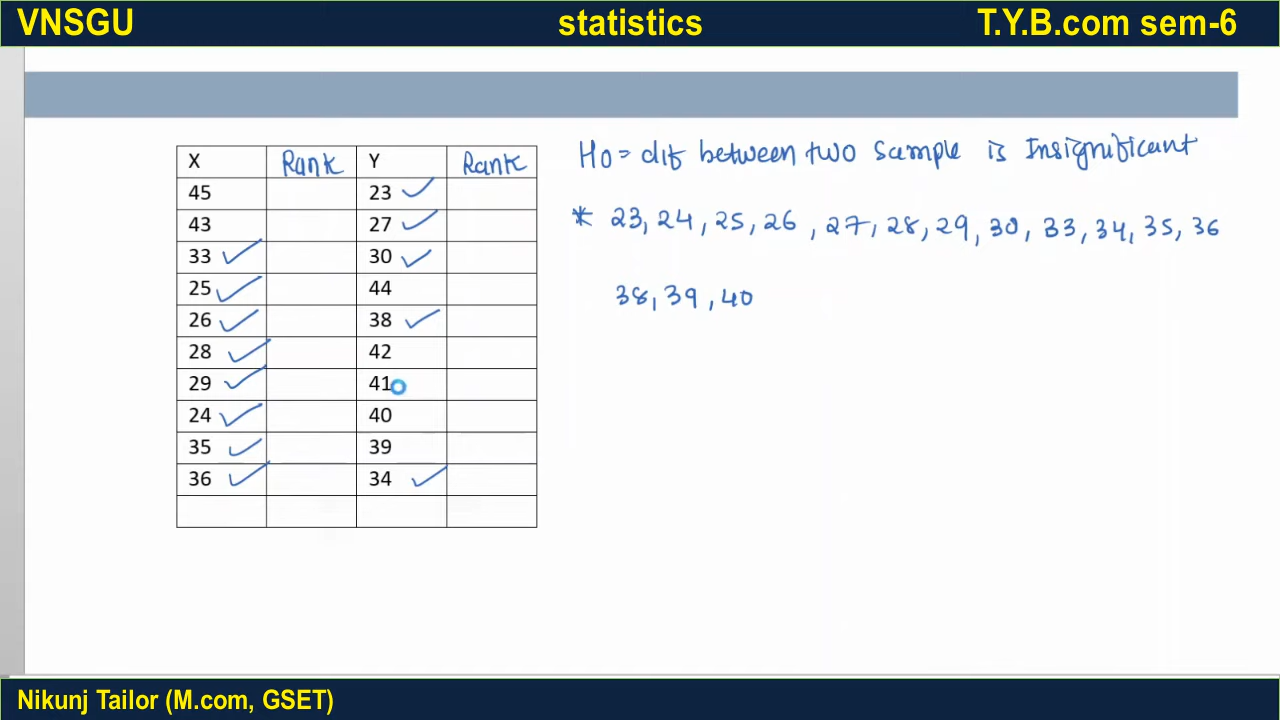 VNSGU statistics T.Y.B.com sem-6
X Rank Y Rank
45 23
43 27
33 30
25 44
26 38
28 42
29 41
24 40
35 39
36 34
H0 = dif between two sample is Insignificant
* 23, 24, 25, 26, 27, 28, 29, 30, 33, 34, 35, 36
38, 39, 40
Nikunj Tailor (M.com, GSET)